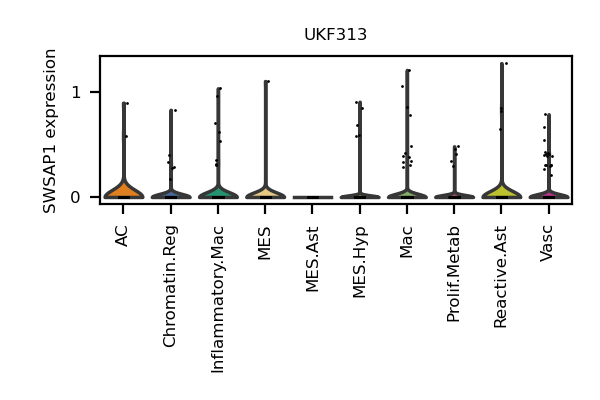 UKF313
SWSAP1 expression
1
0
AC
Chromatin.Reg
Inflammatory.Mac
MES
MES.Ast
MES.Hyp
Mac
Prolif.Metab
Reactive.Ast
Vasc